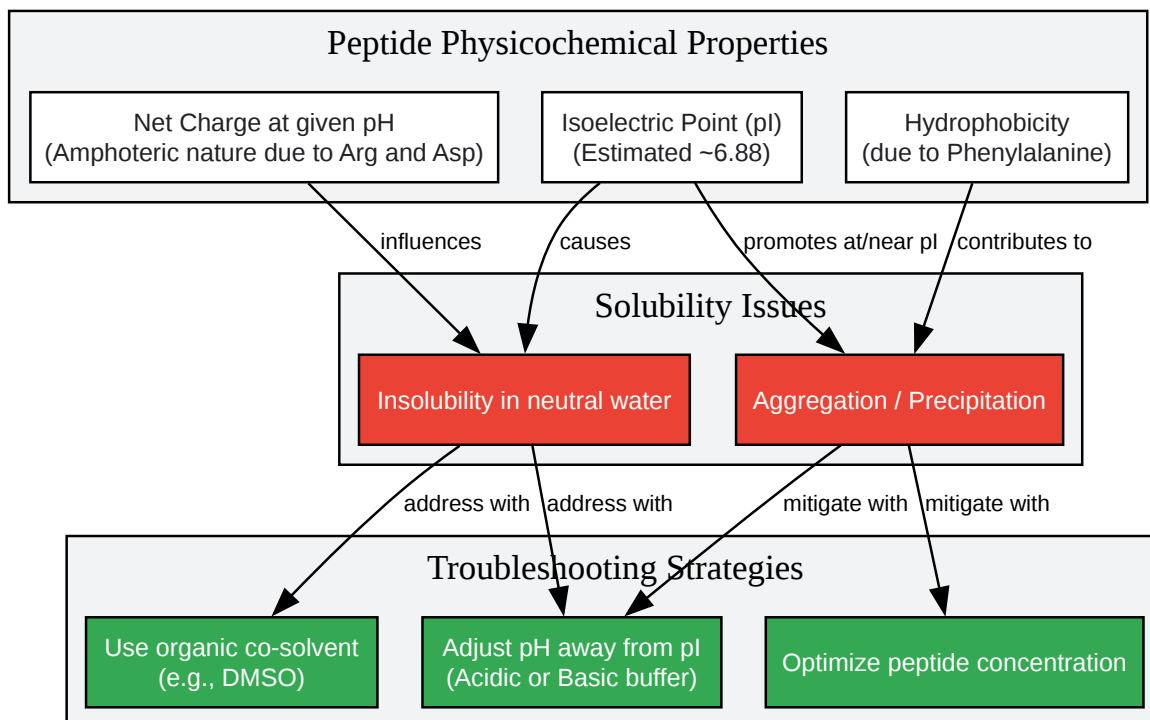 Peptide Physicochemical Properties
Net Charge at given pH
(Amphoteric nature due to Arg and Asp)
Isoelectric Point (pI)
(Estimated ~6.88)
Hydrophobicity
(due to Phenylalanine)
influences
causes
promotes at/near pI
contributes to
Solubility Issues
Insolubility in neutral water
Aggregation / Precipitation
address with
address with
mitigate with
mitigate with
Troubleshooting Strategies
Use organic co-solvent
(e.g., DMSO)
Adjust pH away from pI
(Acidic or Basic buffer)
Optimize peptide concentration